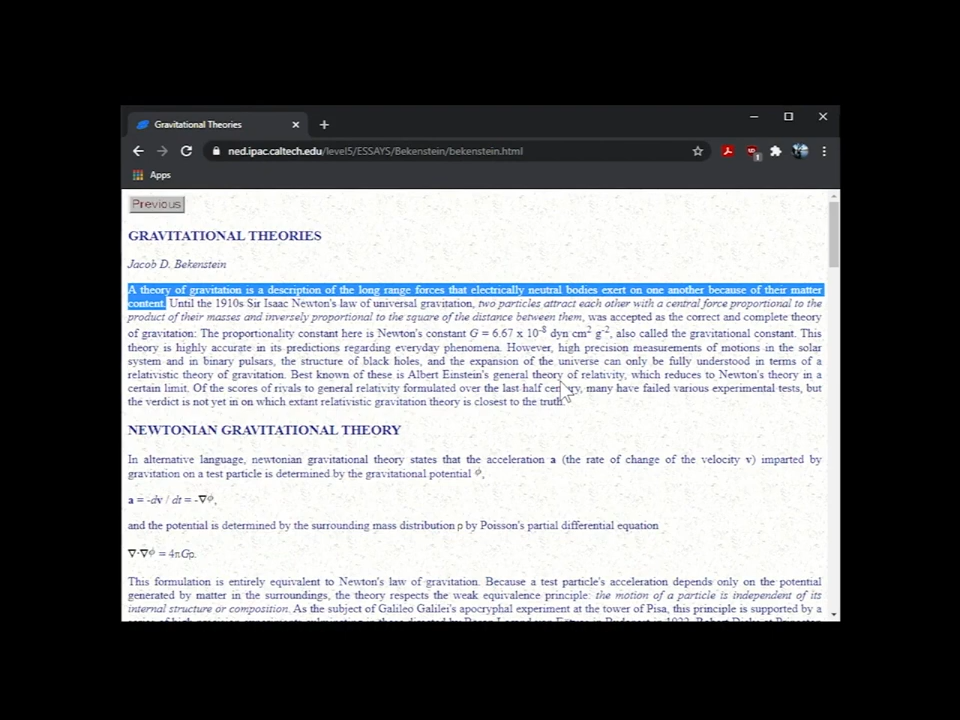 Gravitational Theories
ned.ipac.caltech.edu/level5/ESSAYS/Bekenstein/bekenstein.html
Apps
Previous
GRAVITATIONAL THEORIES
Jacob D. Bekenstein
A theory of gravitation is a description of the long range forces that electrically neutral bodies exert on one another because of their matter
content. Until the 1910s Sir Isaac Newton's law of universal gravitation, two particles attract each other with a central force proportional to the
product of their masses and inversely proportional to the square of the distance between them, was accepted as the correct and complete theory
of gravitation: The proportionality constant here is Newton's constant G = 6.67 x 10⁻⁸ dyn cm² g⁻², also called the gravitational constant. This
theory is highly accurate in its predictions regarding everyday phenomena. However, high precision measurements of motions in the solar
system and in binary pulsars, the structure of black holes, and the expansion of the universe can only be fully understood in terms of a
relativistic theory of gravitation. Best known of these is Albert Einstein's general theory of relativity, which reduces to Newton's theory in a
certain limit. Of the scores of rivals to general relativity formulated over the last half century, many have failed various experimental tests, but
the verdict is not yet in on which extant relativistic gravitation theory is closest to the truth.
NEWTONIAN GRAVITATIONAL THEORY
In alternative language, newtonian gravitational theory states that the acceleration a (the rate of change of the velocity v) imparted by
gravitation on a test particle is determined by the gravitational potential ϕ,
a = -dv / dt = -∇ϕ,
and the potential is determined by the surrounding mass distribution ρ by Poisson's partial differential equation
∇·∇ϕ = 4πGρ.
This formulation is entirely equivalent to Newton's law of gravitation. Because a test particle's acceleration depends only on the potential
generated by matter in the surroundings, the theory respects the weak equivalence principle: the motion of a particle is independent of its
internal structure or composition. As the subject of Galileo Galilei's apocryphal experiment at the tower of Pisa, this principle is supported by a